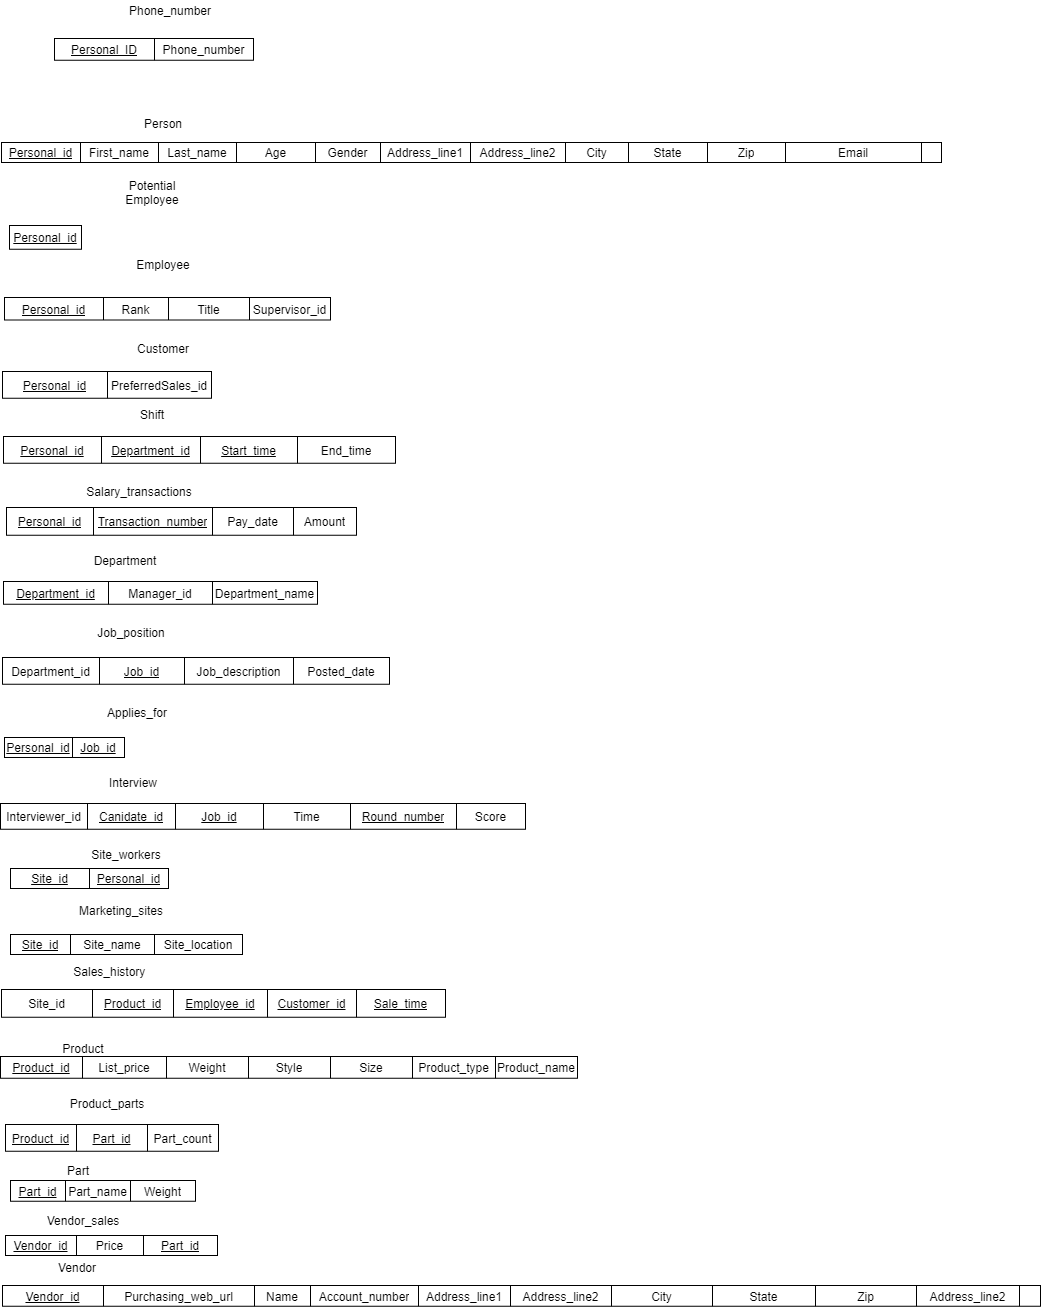 Phone_number
Personal_ID Phone_number
Person
Personal_id First_name Last_name Age Gender Address_line1 Address_line2 City State Zip Email
Potential
Employee
Personal_id
Employee
Personal_id Rank Title Supervisor_id
Customer
Personal_id PreferredSales_id
Shift
Personal_id Department_id Start_time End_time
Salary_transactions
Personal_id Transaction_number Pay_date Amount
Department
Department_id Manager_id Department_name
Job_position
Department_id Job_id Job_description Posted_date
Applies_for
Personal_id Job_id
Interview
Interviewer_id Canidate_id Job_id Time Round_number Score
Site_workers
Site_id Personal_id
Marketing_sites
Site_id Site_name Site_location
Sales_history
Site_id Product_id Employee_id Customer_id Sale_time
Product
Product_id List_price Weight Style Size Product_type Product_name
Product_parts
Product_id Part_id Part_count
Part
Part_id Part_name Weight
Vendor_sales
Vendor_id Price Part_id
Vendor
Vendor_id Purchasing_web_url Name Account_number Address_line1 Address_line2 City State Zip Address_line2